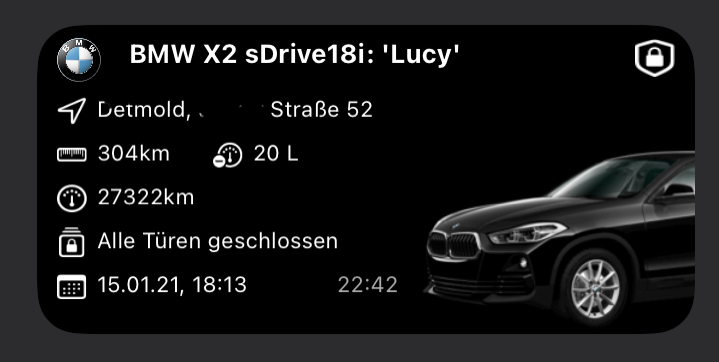 BMW
BMW X2 sDrive18i: 'Lucy'
Detmold, Straße 52
304km 20 L
27322km
Alle Türen geschlossen
15.01.21, 18:13 22:42